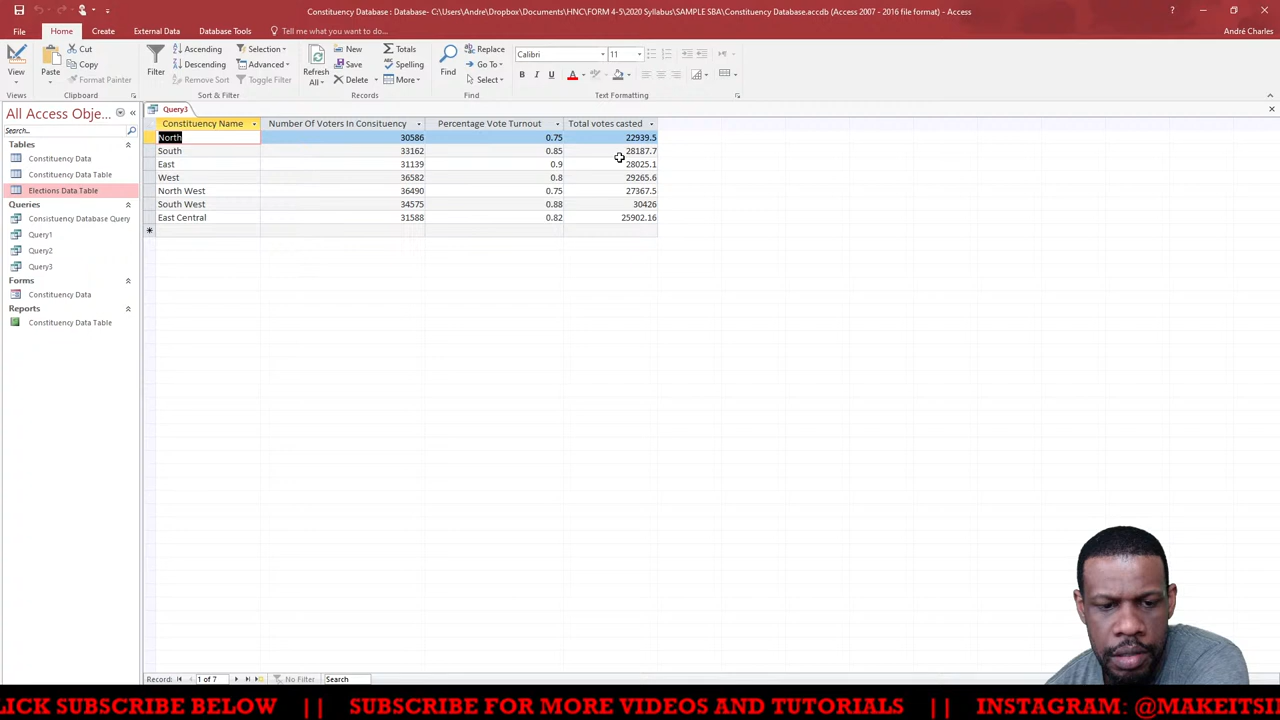 Constituency Database : Database- C:\Users\Andre\Dropbox\Documents\HNC\FORM 4-5\2020 Syllabus\SAMPLE SBA\Constituency Database.accdb (Access 2007 - 2016 file format) - Access
File Home Create External Data Database Tools Tell me what you want to do... André Charles
View
Views
Paste
Cut
Copy
Format Painter
Clipboard
Filter
Ascending
Descending
Remove Sort
Selection
Advanced
Toggle Filter
Sort & Filter
Refresh All
New
Save
Delete
Totals
Spelling
More
Records
Find
Replace
Go To
Select
Find
Calibri 11
B I U A
Text Formatting
All Access Obje...
Search...
Tables
Constituency Data
Constituency Data Table
Elections Data Table
Queries
Consistuency Database Query
Query1
Query2
Query3
Forms
Constituency Data
Reports
Constituency Data Table
Query3
Constituency Name Number Of Voters In Consituency Percentage Vote Turnout Total votes casted
North 30586 0.75 22939.5
South 33162 0.85 28187.7
East 31139 0.9 28025.1
West 36582 0.8 29265.6
North West 36490 0.75 27367.5
South West 34575 0.88 30426
East Central 31588 0.82 25902.16
Record: 1 of 7 No Filter Search
LICK SUBSCRIBE BELOW || SUBSCRIBE FOR MORE VIDEOS AND TUTORIALS || INSTAGRAM: @MAKEITSI